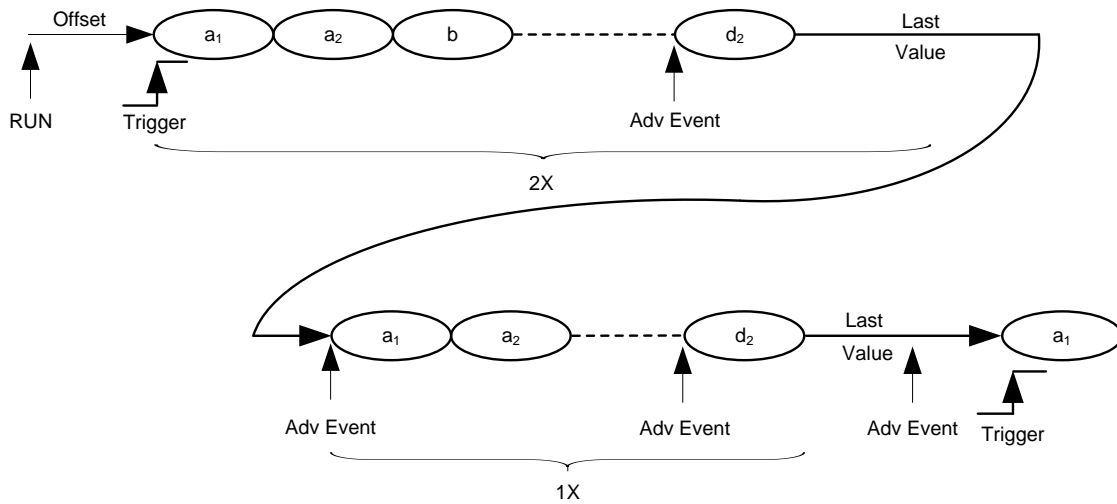 Offset
a₁ a₂ b d₂ Last
Value
RUN Trigger Adv Event
2X
a₁ a₂ d₂ Last a₁
Value
Adv Event Adv Event Adv Event Trigger
1X